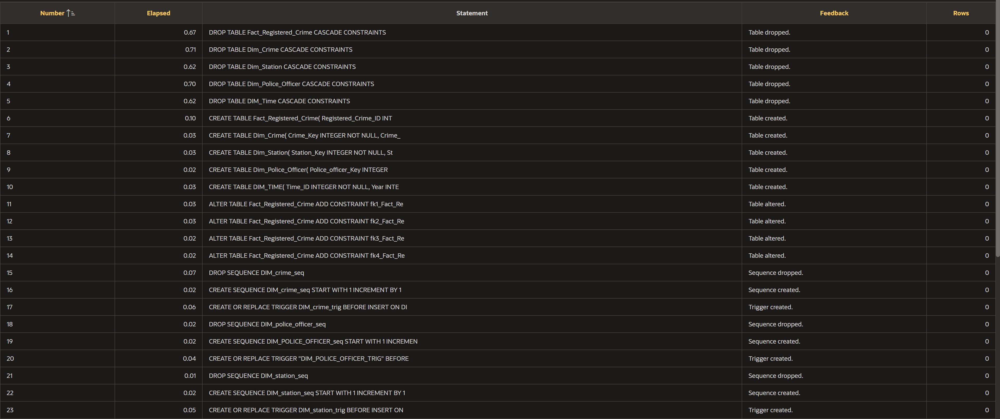 Number Elapsed Statement Feedback Rows
1 0.67 DROP TABLE Fact_Registered_Crime CASCADE CONSTRAINTS Table dropped. 0
2 0.71 DROP TABLE Dim_Crime CASCADE CONSTRAINTS Table dropped. 0
3 0.62 DROP TABLE Dim_Station CASCADE CONSTRAINTS Table dropped. 0
4 0.70 DROP TABLE Dim_Police_Officer CASCADE CONSTRAINTS Table dropped. 0
5 0.62 DROP TABLE DIM_Time CASCADE CONSTRAINTS Table dropped. 0
6 0.10 CREATE TABLE Fact_Registered_Crime( Registered_Crime_ID INT Table created. 0
7 0.03 CREATE TABLE Dim_Crime( Crime_Key INTEGER NOT NULL, Crime_ Table created. 0
8 0.03 CREATE TABLE Dim_Station( Station_Key INTEGER NOT NULL, St Table created. 0
9 0.02 CREATE TABLE Dim_Police_Officer( Police_officer_Key INTEGER Table created. 0
10 0.03 CREATE TABLE DIM_TIME( Time_ID INTEGER NOT NULL, Year INTE Table created. 0
11 0.03 ALTER TABLE Fact_Registered_Crime ADD CONSTRAINT fk1_Fact_Re Table altered. 0
12 0.03 ALTER TABLE Fact_Registered_Crime ADD CONSTRAINT fk2_Fact_Re Table altered. 0
13 0.02 ALTER TABLE Fact_Registered_Crime ADD CONSTRAINT fk3_Fact_Re Table altered. 0
14 0.02 ALTER TABLE Fact_Registered_Crime ADD CONSTRAINT fk4_Fact_Re Table altered. 0
15 0.07 DROP SEQUENCE DIM_crime_seq Sequence dropped. 0
16 0.02 CREATE SEQUENCE DIM_crime_seq START WITH 1 INCREMENT BY 1 Sequence created. 0
17 0.06 CREATE OR REPLACE TRIGGER DIM_crime_trig BEFORE INSERT ON DI Trigger created. 0
18 0.02 DROP SEQUENCE DIM_police_officer_seq Sequence dropped. 0
19 0.02 CREATE SEQUENCE DIM_POLICE_OFFICER_seq START WITH 1 INCREMEN Sequence created. 0
20 0.04 CREATE OR REPLACE TRIGGER "DIM_POLICE_OFFICER_TRIG" BEFORE Trigger created. 0
21 0.01 DROP SEQUENCE DIM_station_seq Sequence dropped. 0
22 0.02 CREATE SEQUENCE DIM_station_seq START WITH 1 INCREMENT BY 1 Sequence created. 0
23 0.05 CREATE OR REPLACE TRIGGER DIM_station_trig BEFORE INSERT ON Trigger created. 0